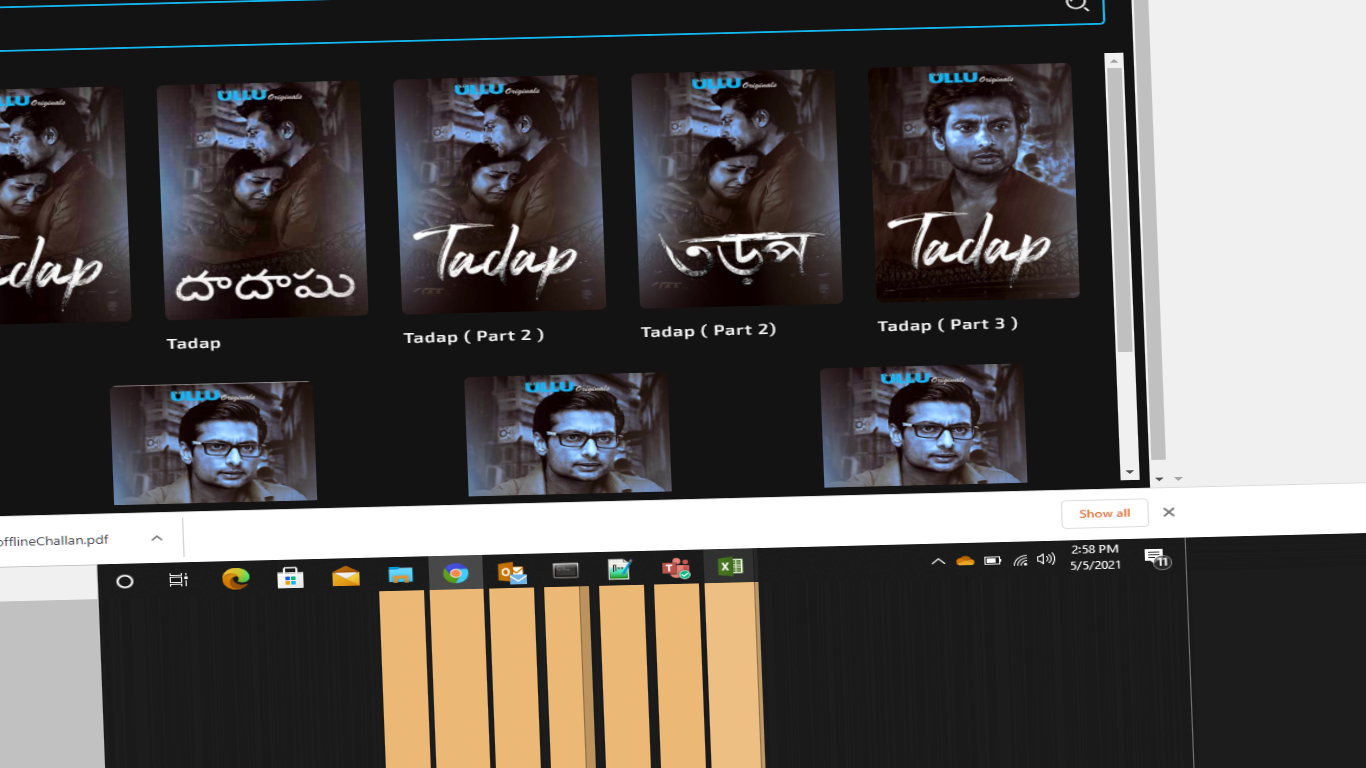 Originals
ULLU Originals
ULLU Originals
ULLU Originals
ULLU Originals
దాదాపు
Tadap
তড়প
Tadap
Tadap
Tadap ( Part 2 )
Tadap ( Part 2)
Tadap ( Part 3 )
ULLU Originals
ULLU Originals
ULLU Originals
offlineChallan.pdf
Show all
2:58 PM
5/5/2021
11